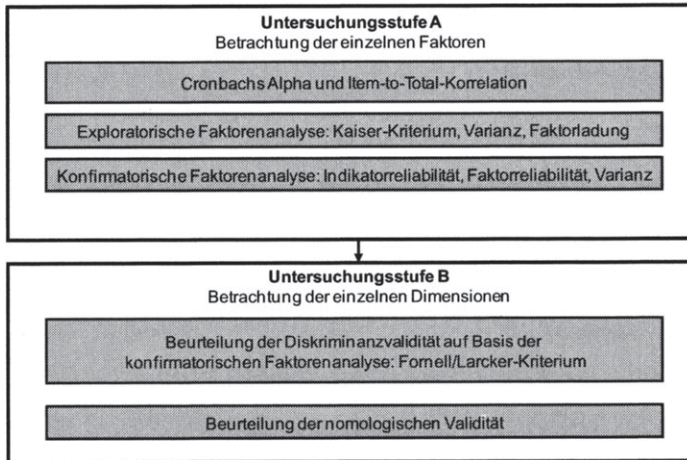 Untersuchungsstufe A
Betrachtung der einzelnen Faktoren
Cronbachs Alpha und Item-to-Total-Korrelation
Exploratorische Faktorenanalyse: Kaiser-Kriterium, Varianz, Faktorladung
Konfirmatorische Faktorenanalyse: Indikatorreliabilität, Faktorreliabilität, Varianz
Untersuchungsstufe B
Betrachtung der einzelnen Dimensionen
Beurteilung der Diskriminanzvalidität auf Basis der
konfirmatorischen Faktorenanalyse: Fornell/Larcker-Kriterium
Beurteilung der nomologischen Validität